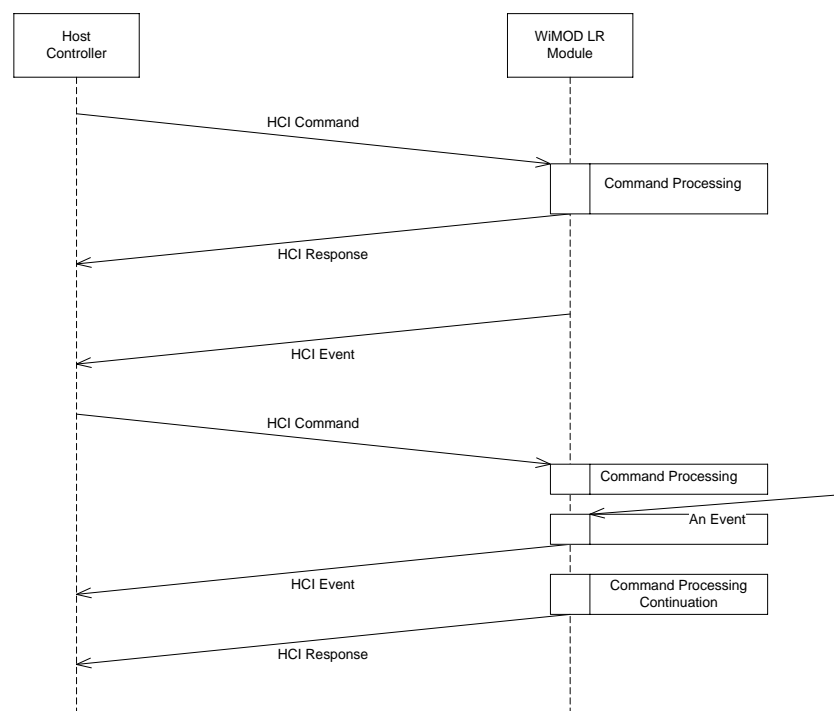 Host
Controller
WiMOD LR
Module
HCI Command
Command Processing
HCI Response
HCI Event
HCI Command
Command Processing
An Event
HCI Event
Command Processing
Continuation
HCI Response